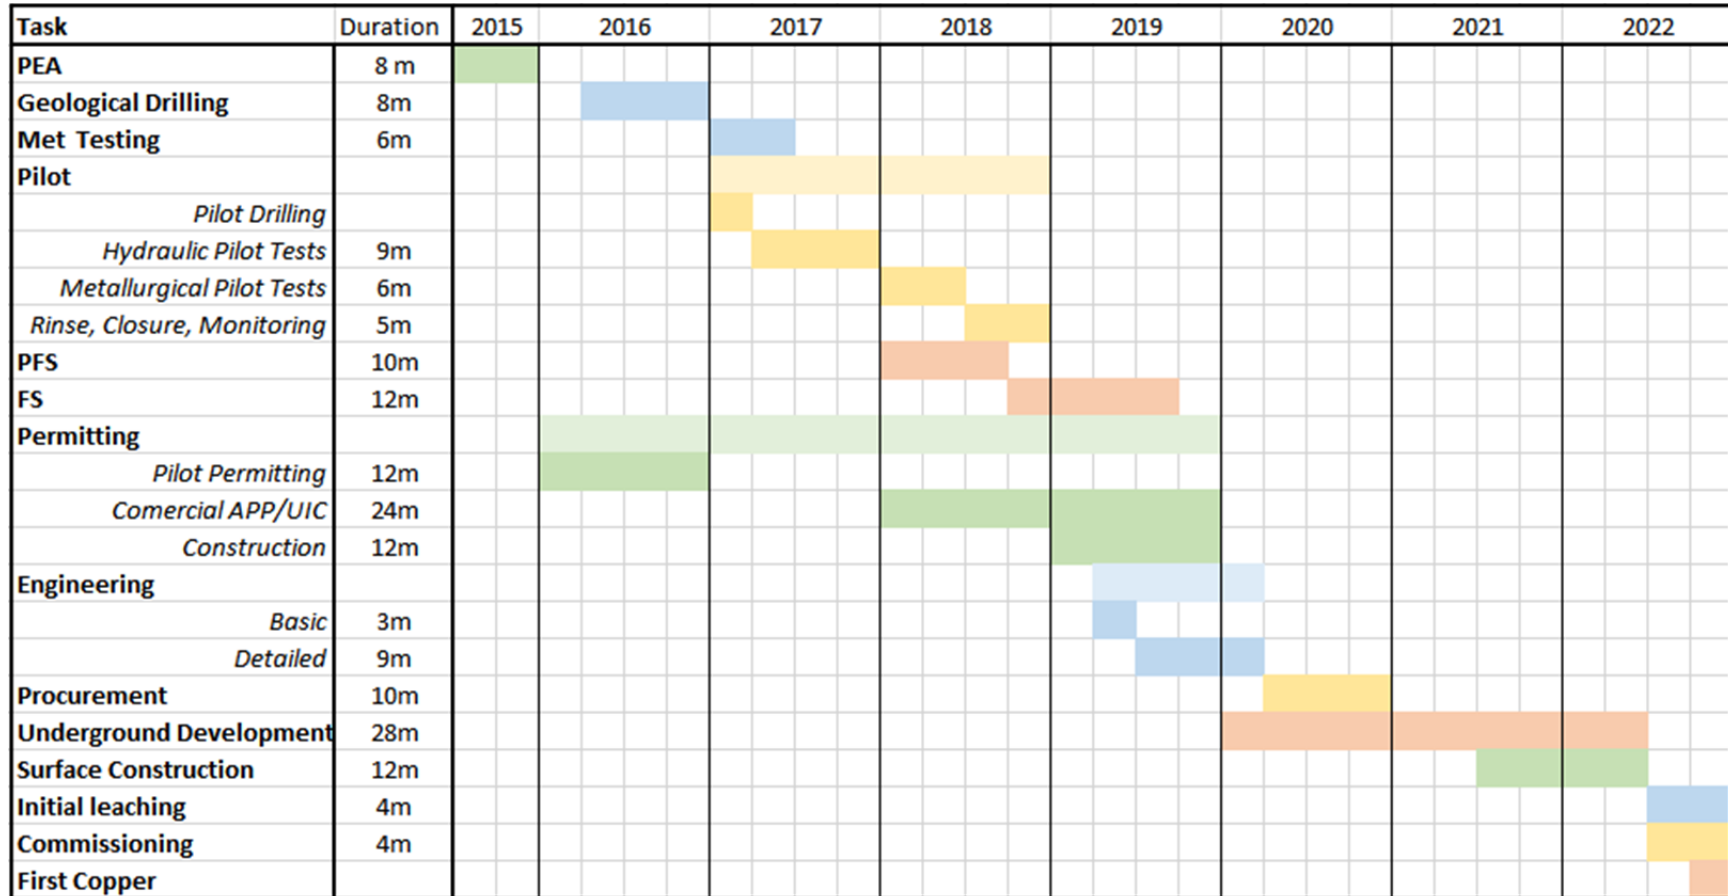 Task Duration 2015 2016 2017 2018 2019 2020 2021 2022
PEA 8 m
Geological Drilling 8m
Met Testing 6m
Pilot
Pilot Drilling
Hydraulic Pilot Tests 9m
Metallurgical Pilot Tests 6m
Rinse, Closure, Monitoring 5m
PFS 10m
FS 12m
Permitting
Pilot Permitting 12m
Comercial APP/UIC 24m
Construction 12m
Engineering
Basic 3m
Detailed 9m
Procurement 10m
Underground Development 28m
Surface Construction 12m
Initial leaching 4m
Commissioning 4m
First Copper